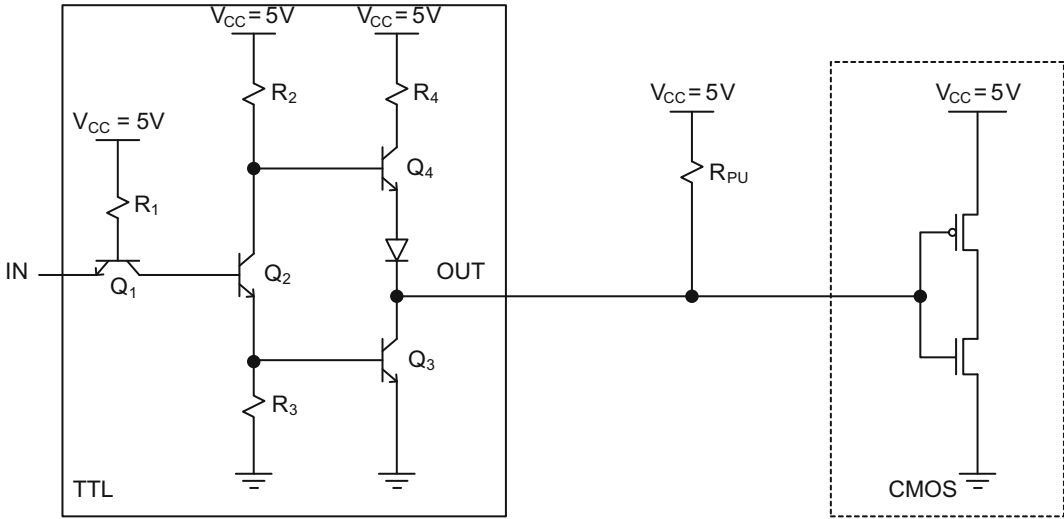 V_CC = 5V
V_CC = 5V
R_2
R_4
V_CC = 5V
V_CC = 5V
V_CC = 5V
Q_4
R_PU
R_1
IN
Q_1
Q_2
OUT
Q_3
R_3
TTL
CMOS